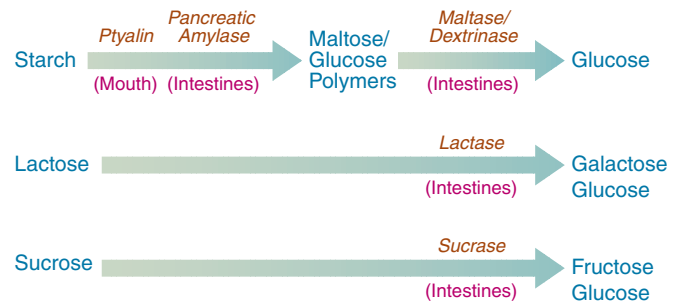 Ptyalin
Pancreatic
Amylase
Maltase/
Dextrinase
Starch
Maltose/
Glucose
Polymers
Glucose
(Mouth) (Intestines)
(Intestines)
Lactase
Lactose
Galactose
Glucose
(Intestines)
Sucrase
Sucrose
Fructose
Glucose
(Intestines)